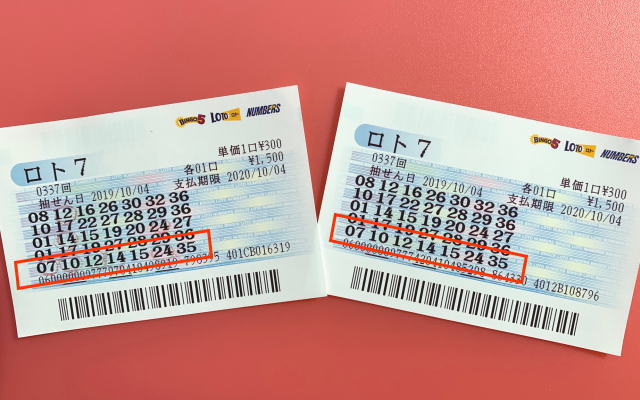 BINGO5 LOTO NUMBERS
ロト7
単価1口¥300
0337回
各01口
¥1,500
抽せん日 2019/10/04
支払期限 2020/10/04
08 12 16 26 30 32 36
10 17 22 27 28 29 36
01 14 15 19 20 24 27
07 10 12 14 15 24 35
401CB016319
BINGO5 LOTO NUMBERS
ロト7
単価1口¥300
0337回
各01口
¥1,500
抽せん日 2019/10/04
支払期限 2020/10/04
08 12 16 26 30 32 36
10 17 22 27 28 29 36
01 14 15 19 20 24 27
07 10 12 14 15 24 35
4012B108796